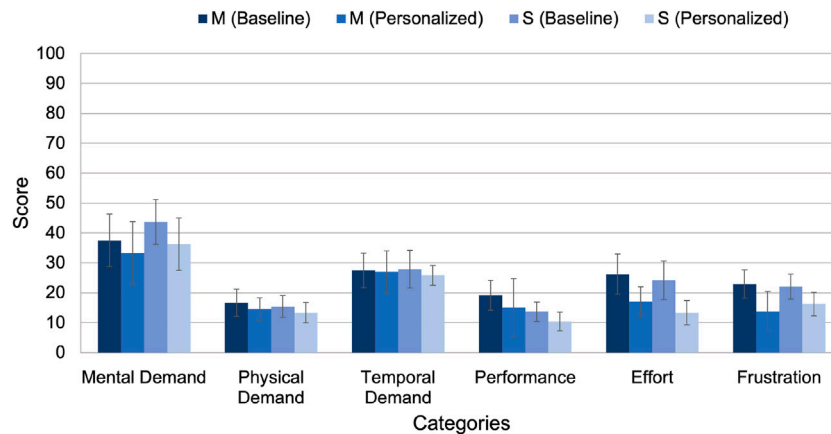 M (Baseline) M (Personalized) S (Baseline) S (Personalized)
100
90
80
70
60
50
40
30
20
10
0
Score
Mental Demand Physical Demand Temporal Demand Performance Effort Frustration
Categories